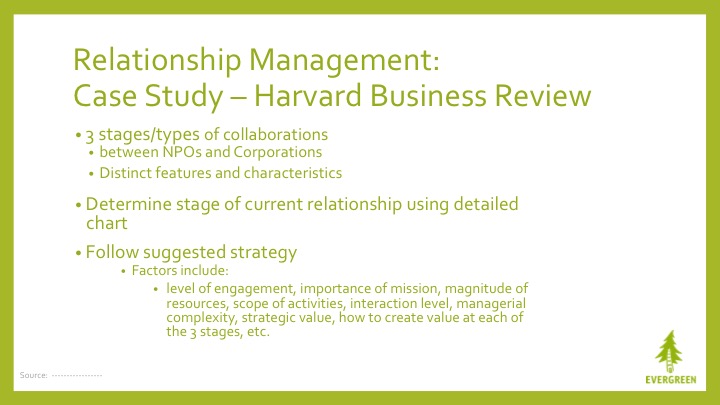 Relationship Management:
Case Study – Harvard Business Review
• 3 stages/types of collaborations
• between NPOs and Corporations
• Distinct features and characteristics
• Determine stage of current relationship using detailed
chart
• Follow suggested strategy
• Factors include:
• level of engagement, importance of mission, magnitude of
resources, scope of activities, interaction level, managerial
complexity, strategic value, how to create value at each of
the 3 stages, etc.
Source: -----------------
EVERGREEN